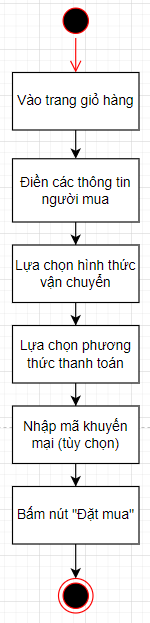 Vào trang giỏ hàng
Điền các thông tin
người mua
Lựa chọn hình thức
vận chuyển
Lựa chọn phương
thức thanh toán
Nhập mã khuyến
mại (tùy chọn)
Bấm nút "Đặt mua"